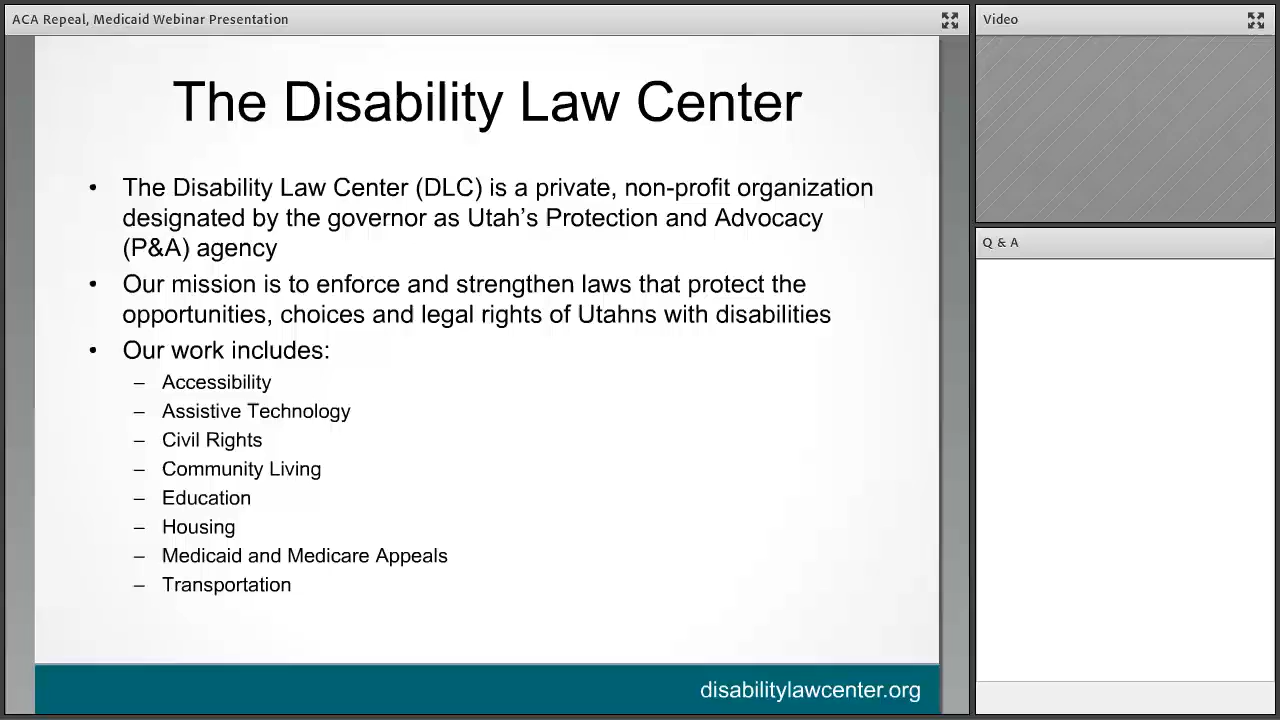 ACA Repeal, Medicaid Webinar Presentation
The Disability Law Center
• The Disability Law Center (DLC) is a private, non-profit organization
designated by the governor as Utah's Protection and Advocacy
(P&A) agency
• Our mission is to enforce and strengthen laws that protect the
opportunities, choices and legal rights of Utahns with disabilities
• Our work includes:
– Accessibility
– Assistive Technology
– Civil Rights
– Community Living
– Education
– Housing
– Medicaid and Medicare Appeals
– Transportation
disabilitylawcenter.org
Video
Q & A